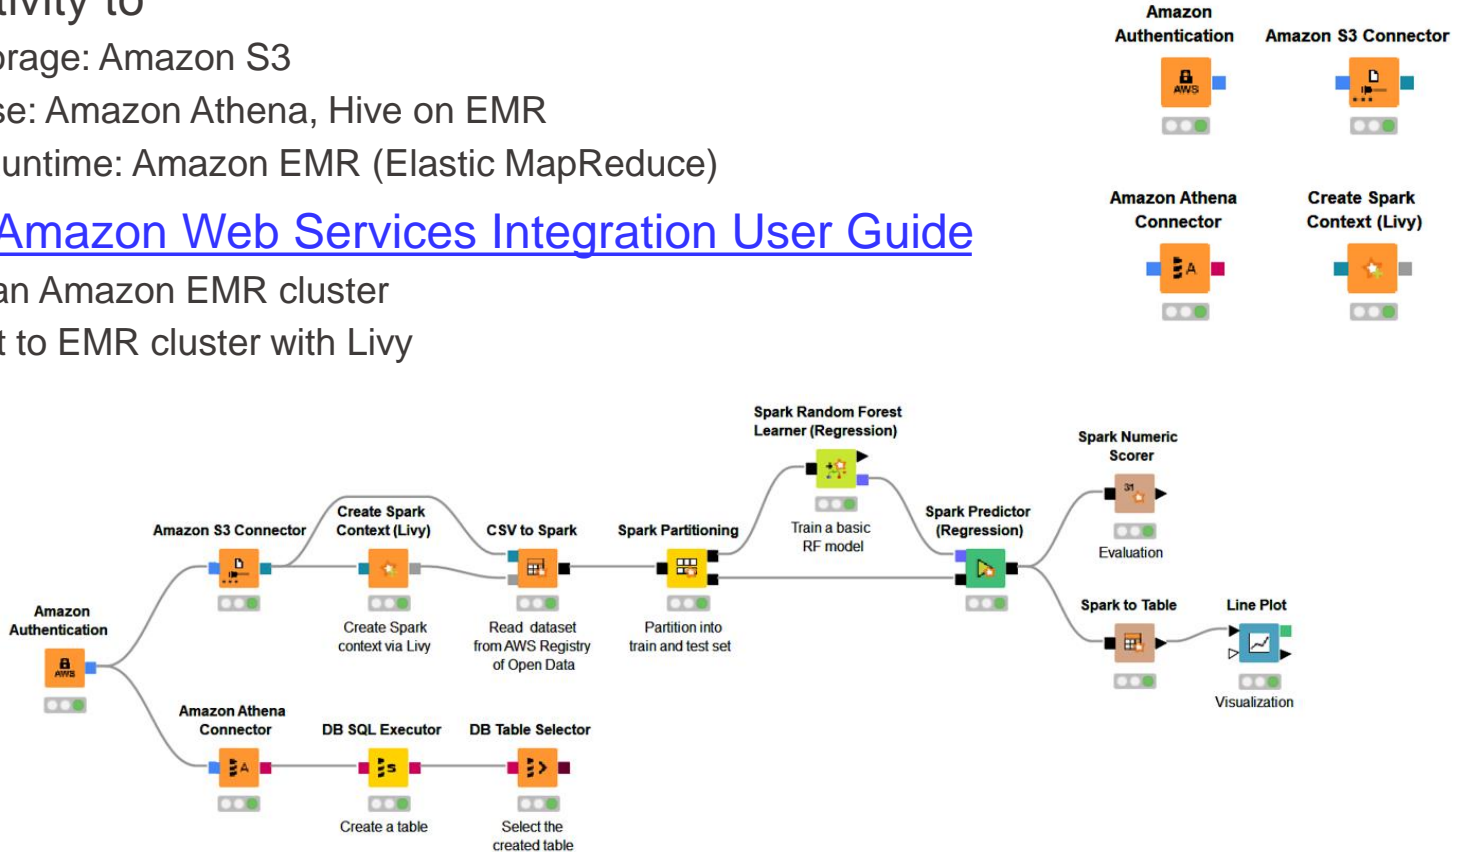 tivity to
orage: Amazon S3
se: Amazon Athena, Hive on EMR
untime: Amazon EMR (Elastic MapReduce)
Amazon Web Services Integration User Guide
an Amazon EMR cluster
t to EMR cluster with Livy
Amazon
Authentication
AWS
Amazon S3 Connector
Amazon Athena
Connector
A
Create Spark
Context (Livy)
Amazon
Authentication
AWS
Amazon S3 Connector
Create Spark
Context (Livy)
Create Spark
context via Livy
CSV to Spark
Read dataset
from AWS Registry
of Open Data
Spark Partitioning
Partition into
train and test set
Spark Random Forest
Learner (Regression)
Train a basic
RF model
Spark Predictor
(Regression)
Spark Numeric
Scorer
31
Evaluation
Spark to Table
Line Plot
Visualization
Amazon Athena
Connector
A
DB SQL Executor
S
Create a table
DB Table Selector
Select the
created table